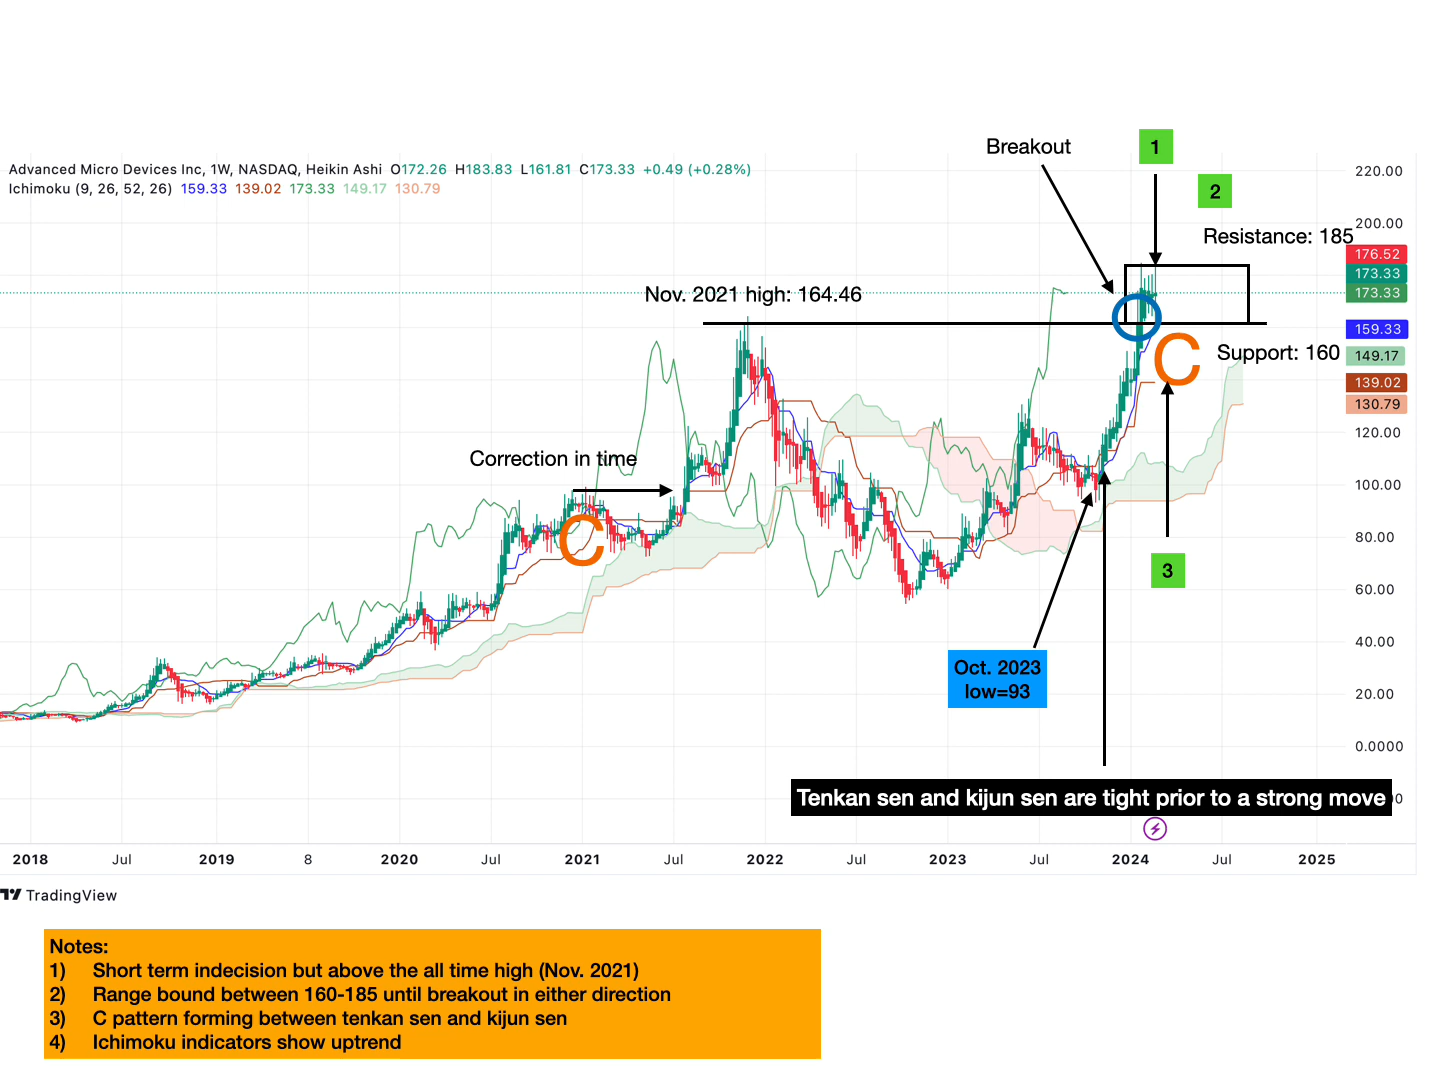 Breakout
1
2
Advanced Micro Devices Inc, 1W, NASDAQ, Heikin Ashi O172.26 H183.83 L161.81 C173.33 +0.49 (+0.28%)
Ichimoku (9, 26, 52, 26) 159.33 139.02 173.33 149.17 130.79
220.00
200.00
Resistance: 185
176.52
173.33
173.33
Nov. 2021 high: 164.46
159.33
Support: 160
149.17
C
139.02
130.79
120.00
Correction in time
100.00
C
80.00
3
60.00
40.00
Oct. 2023
low=93
20.00
0.0000
Tenkan sen and kijun sen are tight prior to a strong move
2018 Jul 2019 8 2020 Jul 2021 Jul 2022 Jul 2023 Jul 2024 Jul 2025
TradingView
Notes:
1) Short term indecision but above the all time high (Nov. 2021)
2) Range bound between 160-185 until breakout in either direction
3) C pattern forming between tenkan sen and kijun sen
4) Ichimoku indicators show uptrend